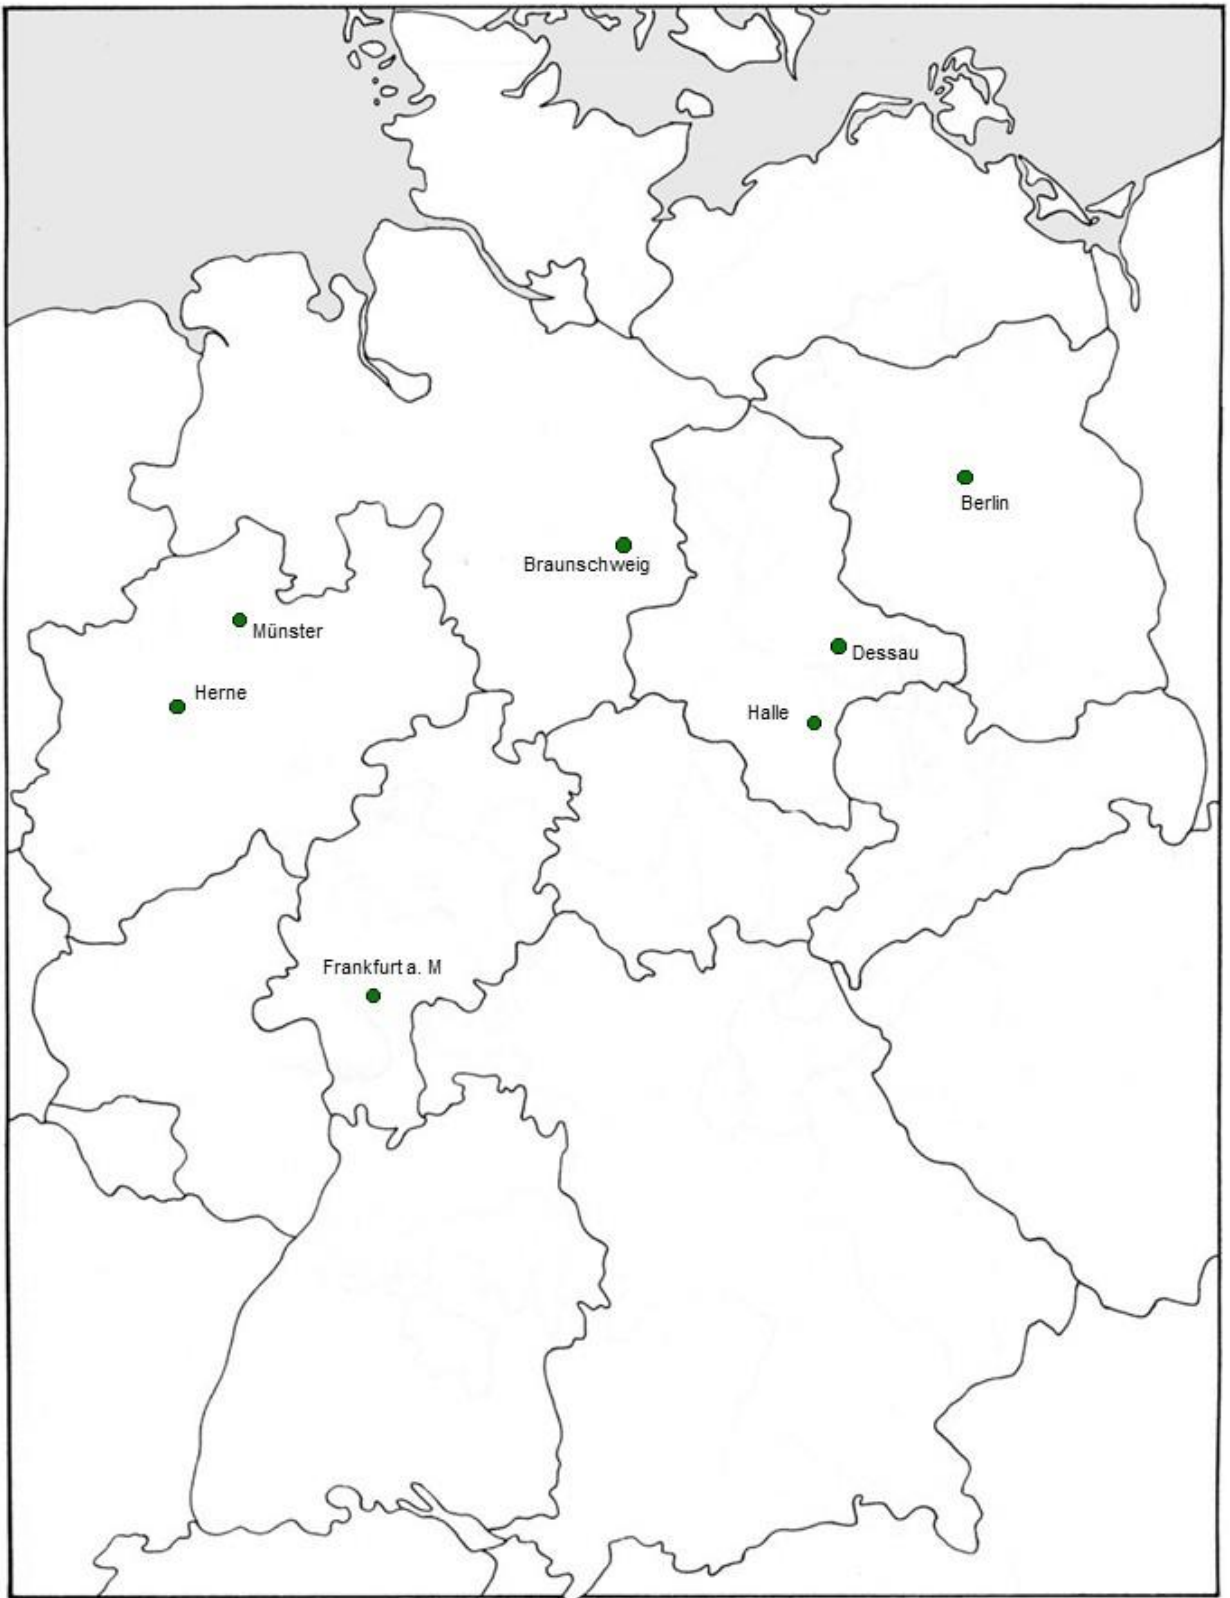 Berlin
Braunschweig
Münster
Dessau
Herne
Halle
Frankfurt a. M